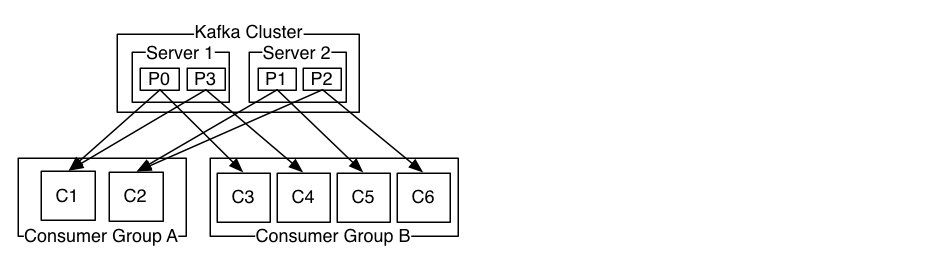 Kafka Cluster
Server 1 Server 2
P0 P3 P1 P2
C1 C2 C3 C4 C5 C6
Consumer Group A Consumer Group B